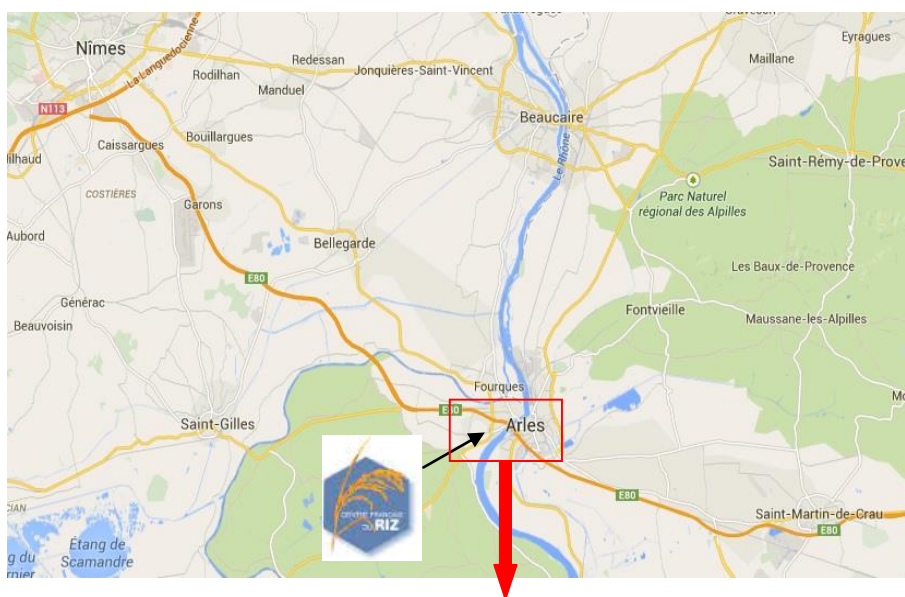 Eyragues
Nîmes
La Languedocienne
Redessan
Maillane
Rodilhan
Jonquières-Saint-Vincent
Manduel
N113
Beaucaire
Bouillargues
Caissargues
Le Rhône
Saint-Rémy-de-Prove
COSTIÈRES
Parc Naturel
régional des Alpilles
Garons
Aubord
Bellegarde
Les Baux-de-Provence
E80
Générac
Fontvieille
Beauvoisin
Maussane-les-Alpilles
Fourques
E80
Saint-Gilles
Arles
E80
CENTRE FRANÇAIS
DU RIZ
Saint-Martin-de-Crau
E80
Étang de
Scamandre